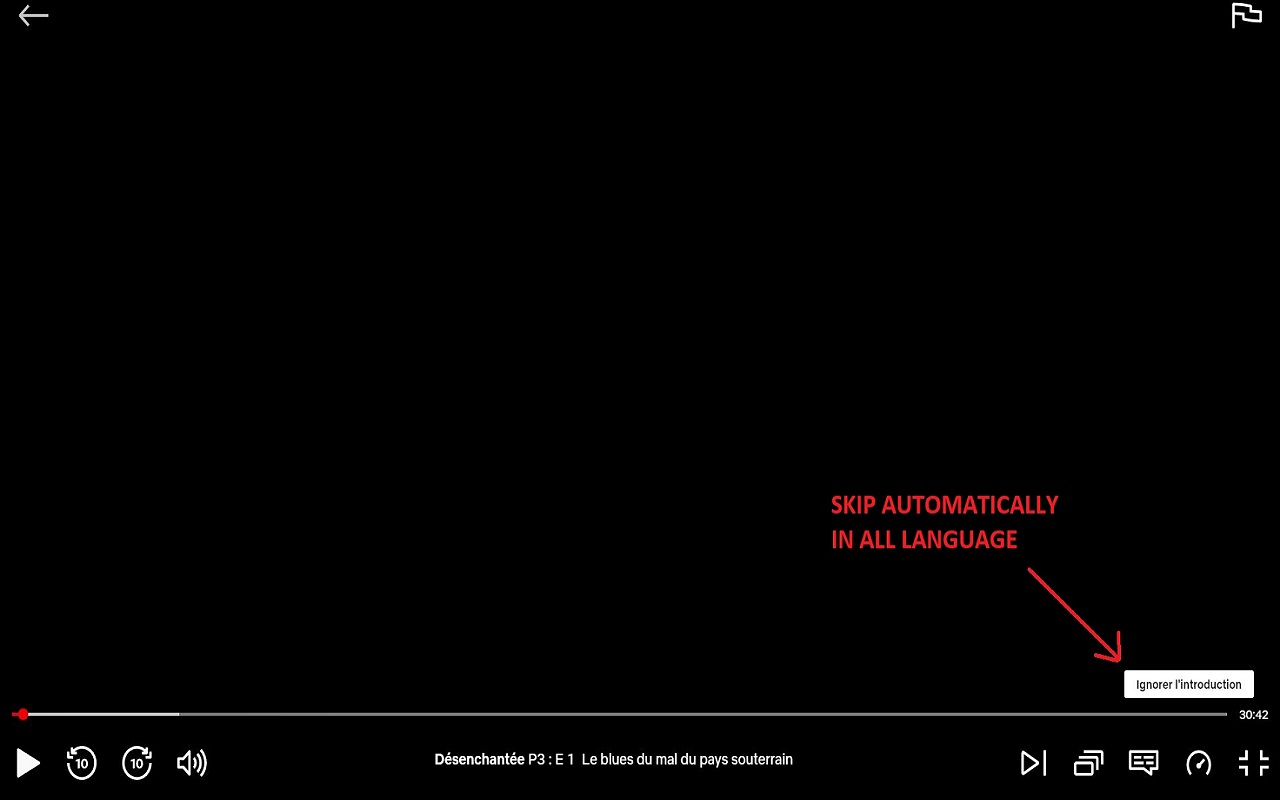 SKIP AUTOMATICALLY
IN ALL LANGUAGE
Ignorer l'introduction
30:42
10
10
Désenchantée P3 : E 1 Le blues du mal du pays souterrain